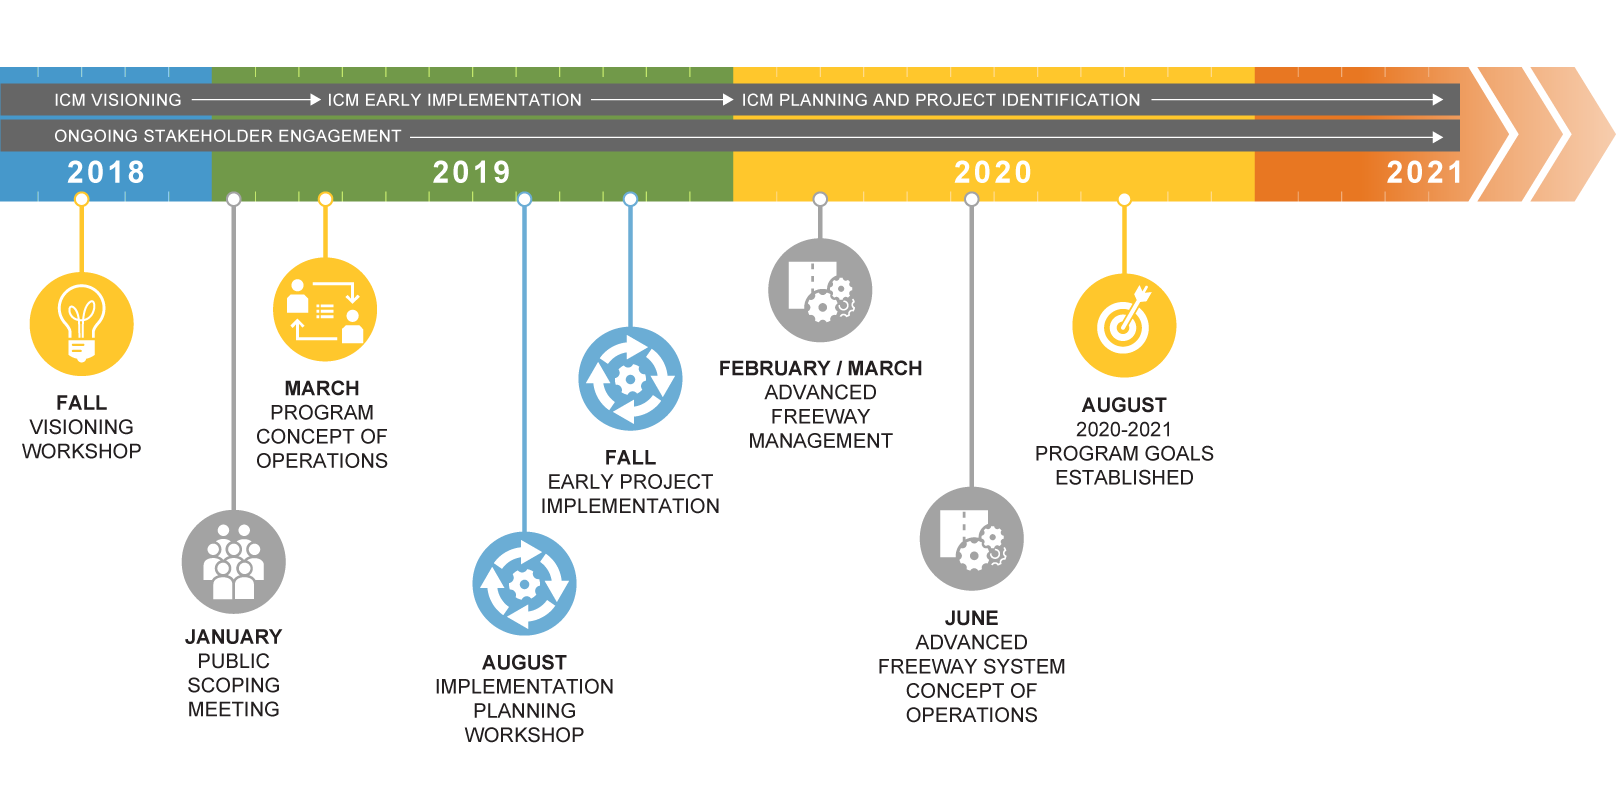 ICM VISIONING
ICM EARLY IMPLEMENTATION
ICM PLANNING AND PROJECT IDENTIFICATION
ONGOING STAKEHOLDER ENGAGEMENT
2018
2019
2020
2021
FALL
VISIONING
WORKSHOP
JANUARY
PUBLIC
SCOPING
MEETING
MARCH
PROGRAM
CONCEPT OF
OPERATIONS
AUGUST
IMPLEMENTATION
PLANNING
WORKSHOP
FALL
EARLY PROJECT
IMPLEMENTATION
FEBRUARY / MARCH
ADVANCED
FREEWAY
MANAGEMENT
JUNE
ADVANCED
FREEWAY SYSTEM
CONCEPT OF
OPERATIONS
AUGUST
2020-2021
PROGRAM GOALS
ESTABLISHED